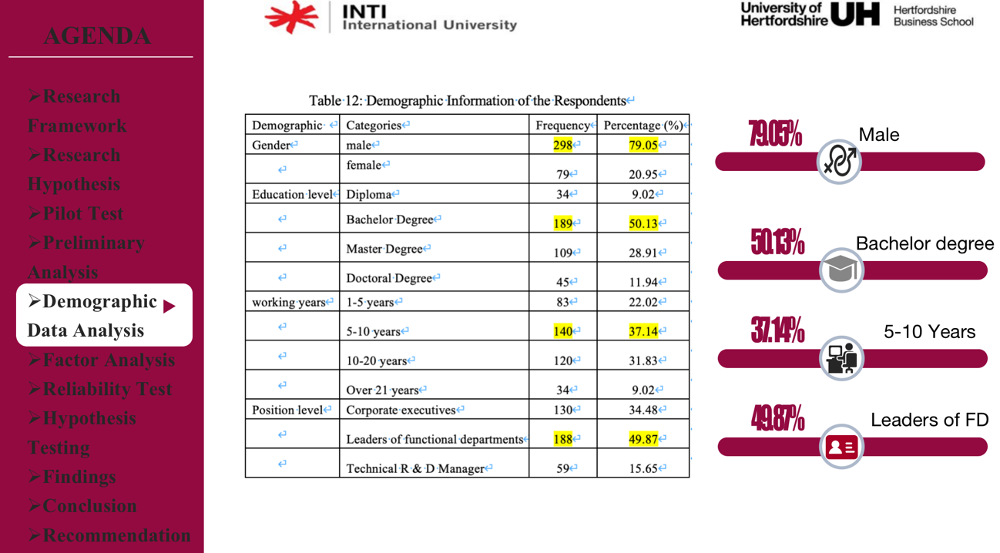 AGENDA
➢Research
Framework
➢Research
Hypothesis
➢Pilot Test
➢Preliminary
Analysis
➢Demographic
Data Analysis
➢Factor Analysis
➢Reliability Test
➢Hypothesis
Testing
➢Findings
➢Conclusion
➢Recommendation
INTI
International University
University of
Hertfordshire
UH
Hertfordshire
Business School
Table 12: Demographic Information of the Respondents
Demographic Categories Frequency Percentage (%)
Gender male 298 79.05
female 79 20.95
Education level Diploma 34 9.02
Bachelor Degree 189 50.13
Master Degree 109 28.91
Doctoral Degree 45 11.94
working years 1-5 years 83 22.02
5-10 years 140 37.14
10-20 years 120 31.83
Over 21 years 34 9.02
Position level Corporate executives 130 34.48
Leaders of functional departments 188 49.87
Technical R & D Manager 59 15.65
79.05% Male
50.13% Bachelor degree
37.14% 5-10 Years
49.87% Leaders of FD